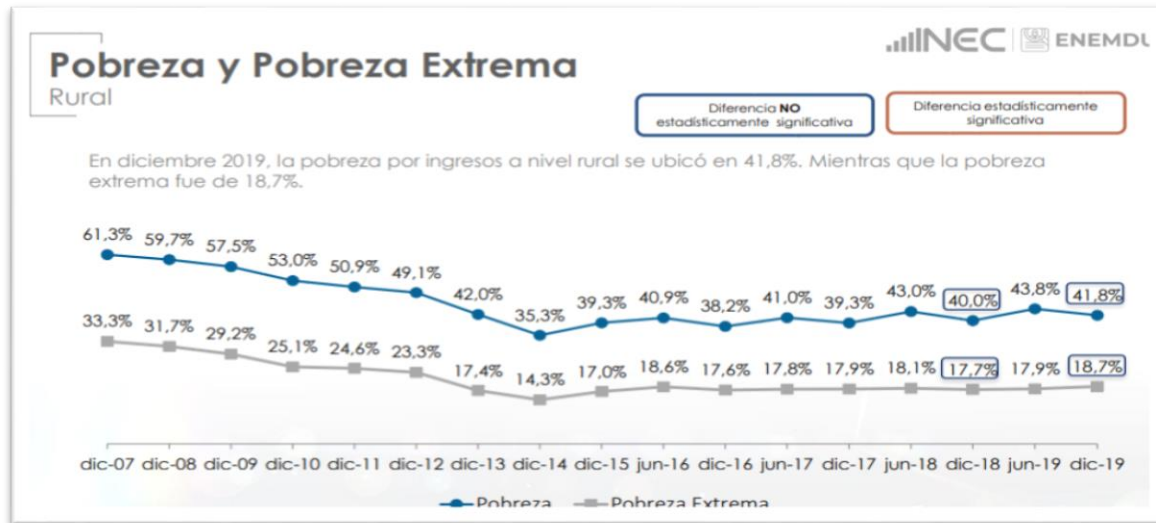 INEC ENEMDU
Pobreza y Pobreza Extrema
Rural
Diferencia NO
estadísticamente significativa
Diferencia estadísticamente
significativa
En diciembre 2019, la pobreza por ingresos a nivel rural se ubicó en 41,8%. Mientras que la pobreza
extrema fue de 18,7%.
61,3% 59,7% 57,5% 53,0% 50,9% 49,1% 42,0% 35,3% 39,3% 40,9% 38,2% 41,0% 39,3% 43,0% 40,0% 43,8% 41,8%
33,3% 31,7% 29,2% 25,1% 24,6% 23,3% 17,4% 14,3% 17,0% 18,6% 17,6% 17,8% 17,9% 18,1% 17,7% 17,9% 18,7%
dic-07 dic-08 dic-09 dic-10 dic-11 dic-12 dic-13 dic-14 dic-15 jun-16 dic-16 jun-17 dic-17 jun-18 dic-18 jun-19 dic-19
Pobreza Pobreza Extrema